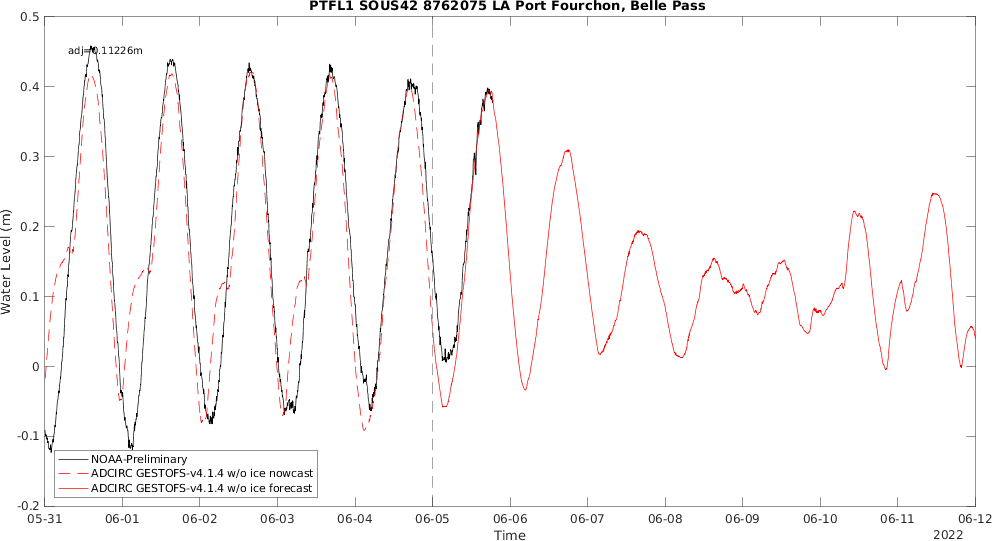 PTFL1 SOUS42 8762075 LA Port Fourchon, Belle Pass
adj=0.11226m
Water Level (m)
0.5
0.4
0.3
0.2
0.1
0
-0.1
-0.2
NOAA-Preliminary
ADCIRC GESTOFS-v4.1.4 w/o ice nowcast
ADCIRC GESTOFS-v4.1.4 w/o ice forecast
05-31 06-01 06-02 06-03 06-04 06-05 06-06 06-07 06-08 06-09 06-10 06-11 06-12
Time
2022